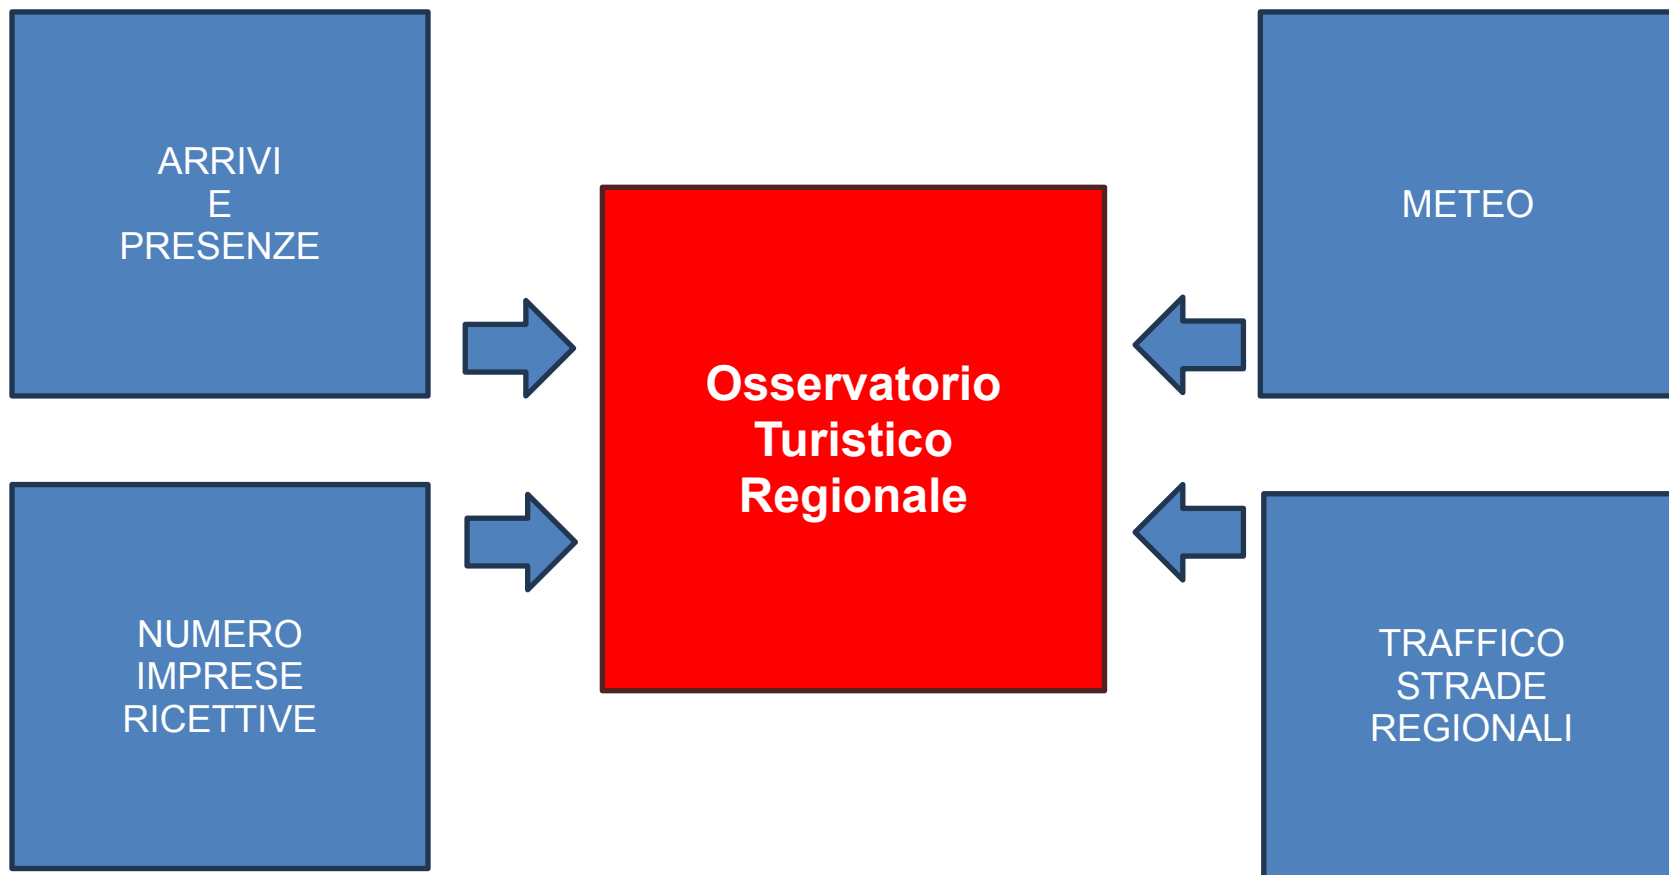 ARRIVI
E
PRESENZE
METEO
Osservatorio
Turistico
Regionale
NUMERO
IMPRESE
RICETTIVE
TRAFFICO
STRADE
REGIONALI